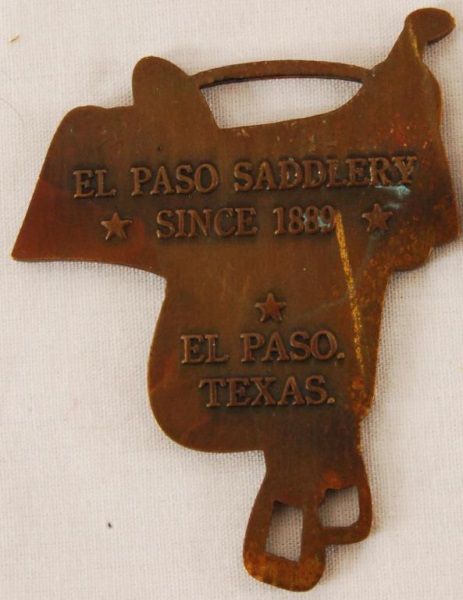 EL PASO SADDLERY
★ SINCE 1889 ★
★
EL PASO.
TEXAS.